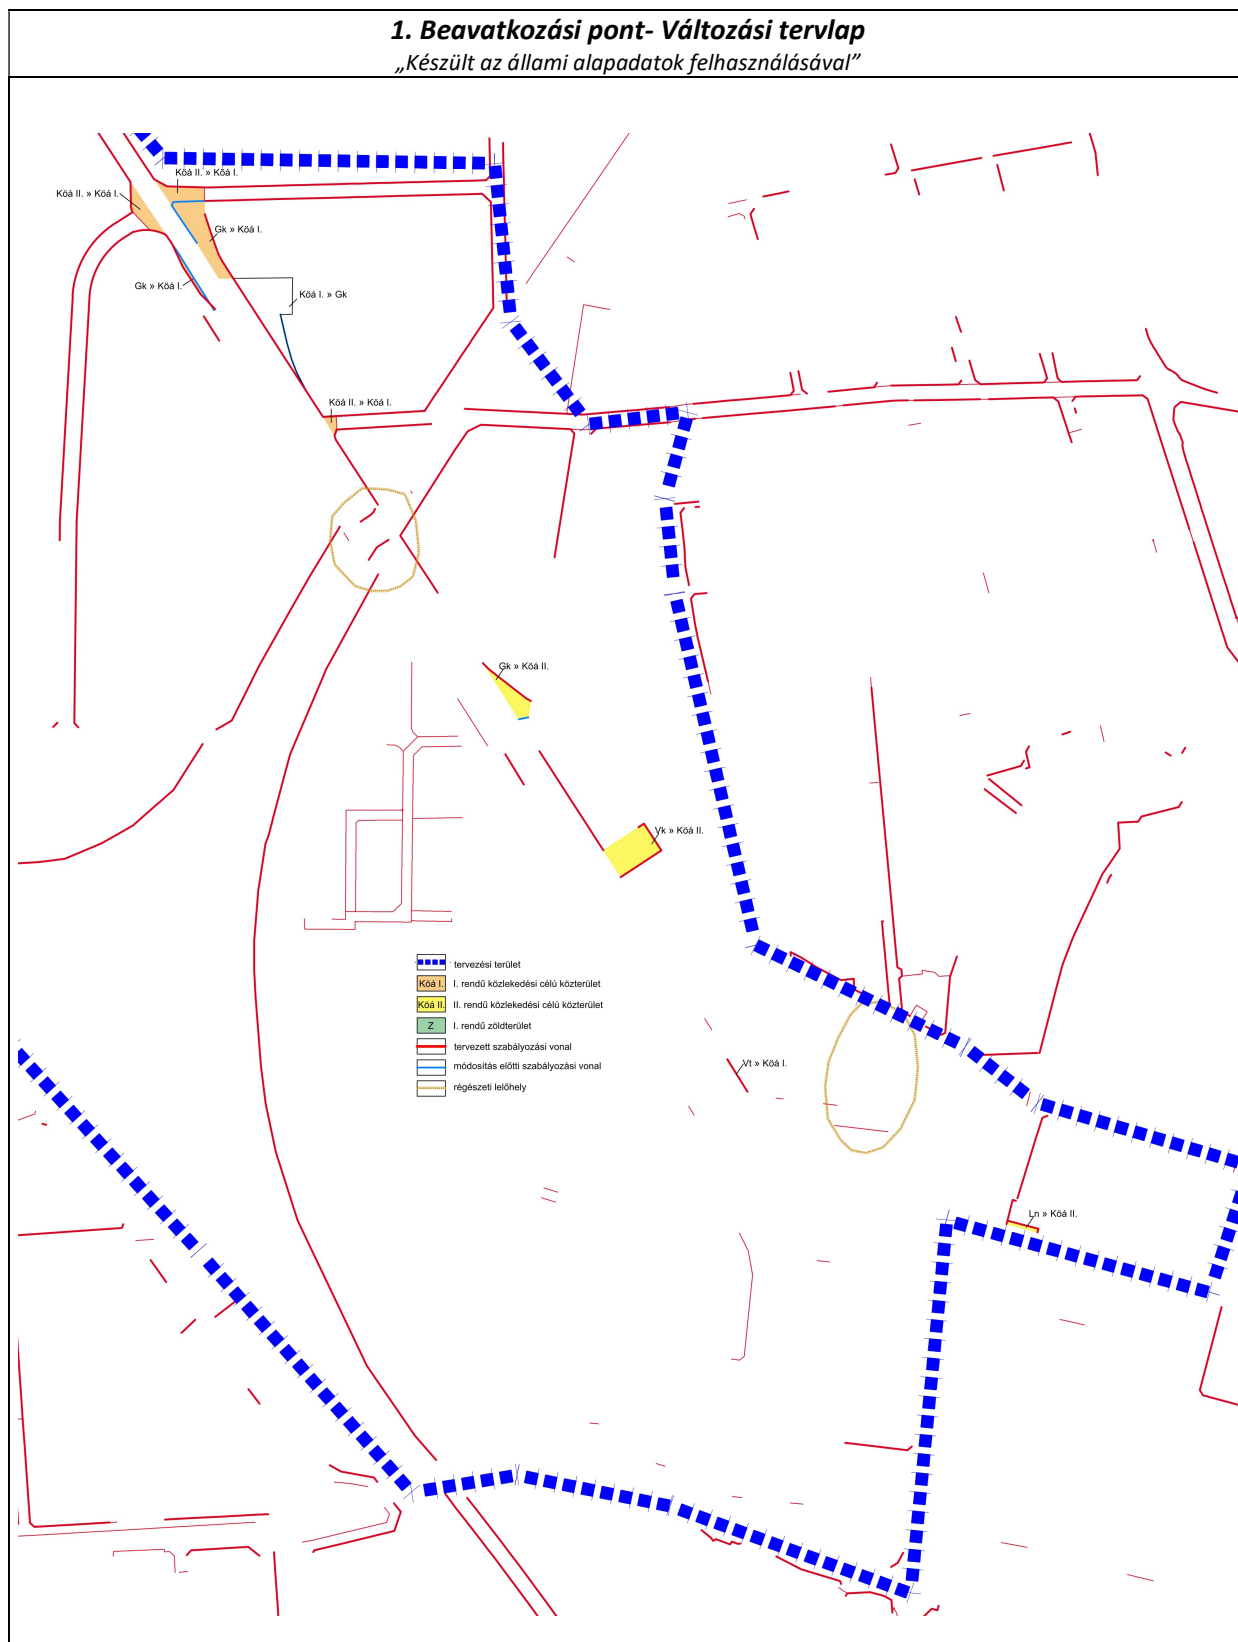 1. Beavatkozási pont- Változási tervlap
„Készült az állami alapadatok felhasználásával”
Köá II. » Köá I.
Köá II. » Köá I.
Gk » Köá I.
Gk » Köá I.
Köá I. » Gk
Köá II. » Köá I.
Gk » Köá II.
Vk » Köá II.
tervezési terület
Köá I. I. rendű közlekedési célú közterület
Köá II. II. rendű közlekedési célú közterület
Z I. rendű zöldterület
tervezett szabályozási vonal
módosítás előtti szabályozási vonal
régészeti lelőhely
Vt » Köá I.
Ln » Köá II.